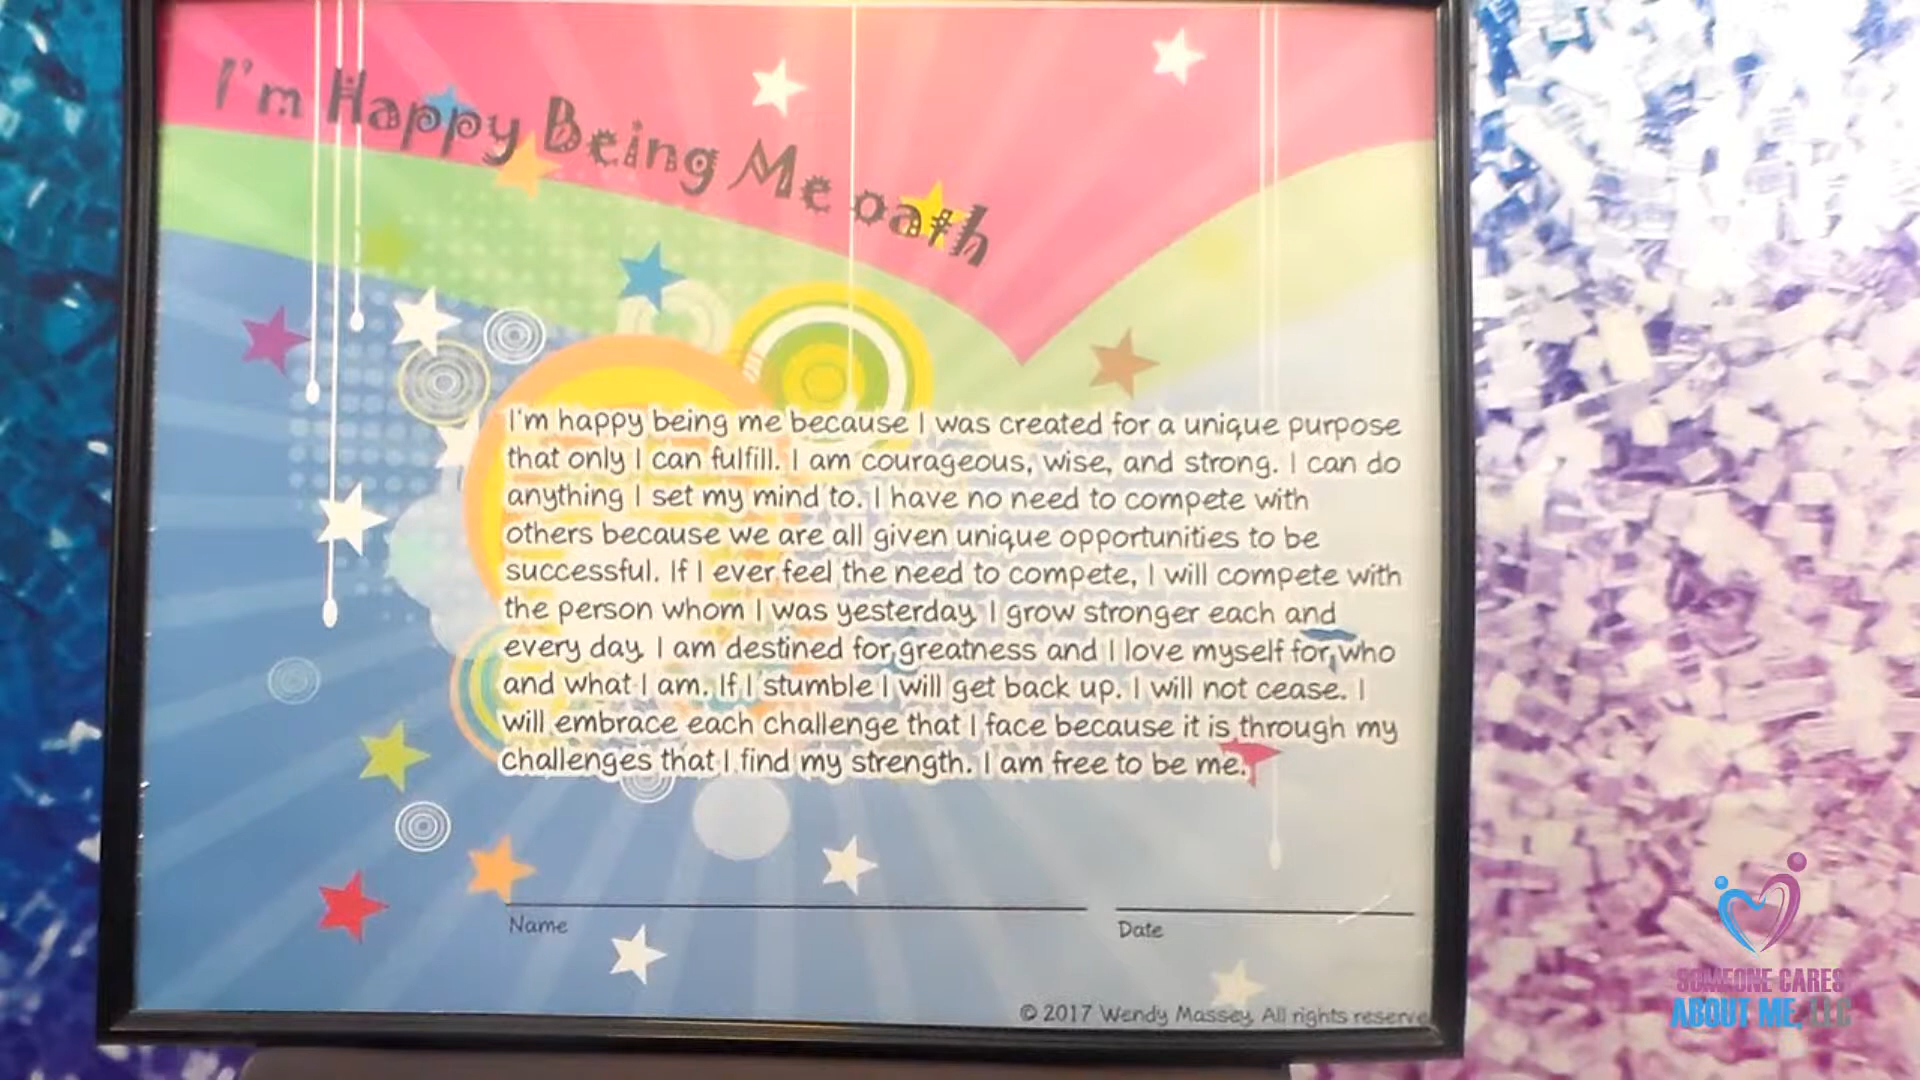 I'm Happy Being Me oath
I'm happy being me because I was created for a unique purpose
that only I can fulfill. I am courageous, wise, and strong. I can do
anything I set my mind to. I have no need to compete with
others because we are all given unique opportunities to be
successful. If I ever feel the need to compete, I will compete with
the person whom I was yesterday. I grow stronger each and
every day. I am destined for greatness and I love myself for who
and what I am. If I stumble I will get back up. I will not cease. I
will embrace each challenge that I face because it is through my
challenges that I find my strength. I am free to be me.
Name
Date
© 2017 Wendy Massey. All rights reserve
SOMEONE CARES
ABOUT ME, LLC